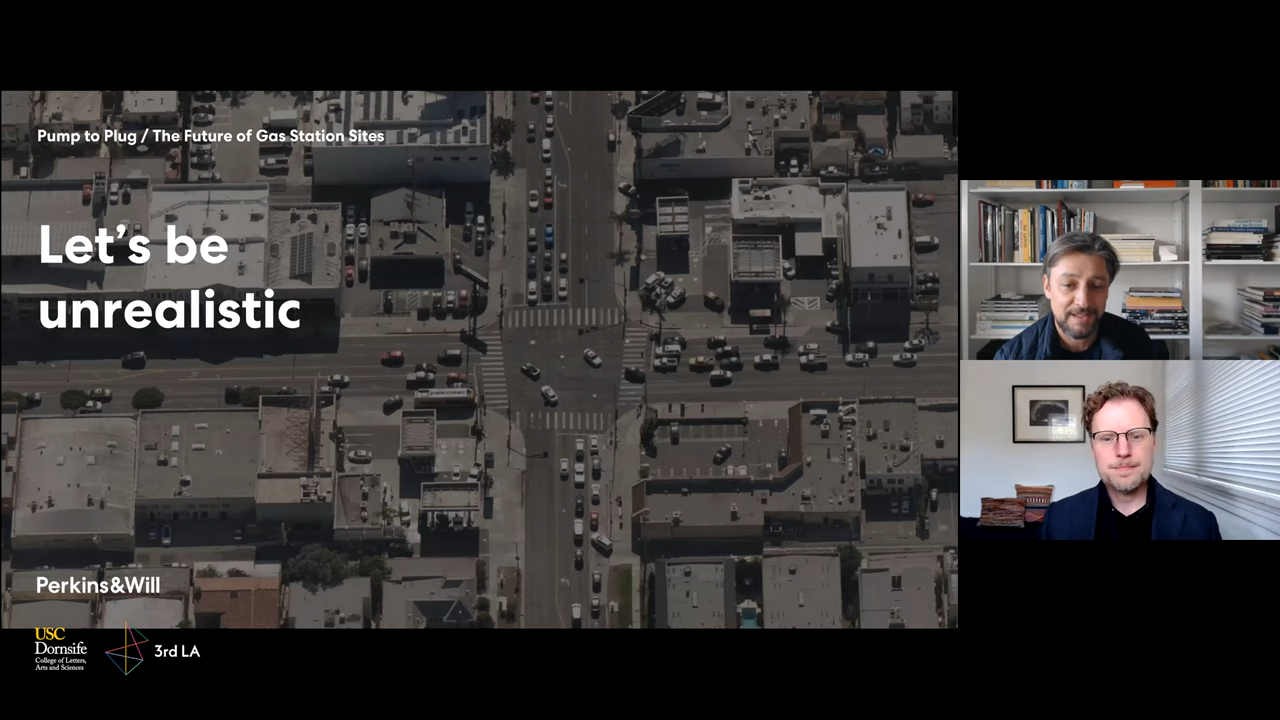 Pump to Plug / The Future of Gas Station Sites
Let's be
unrealistic
Perkins&Will
USC
Dornsife
College of Letters,
Arts and Sciences
3rd LA